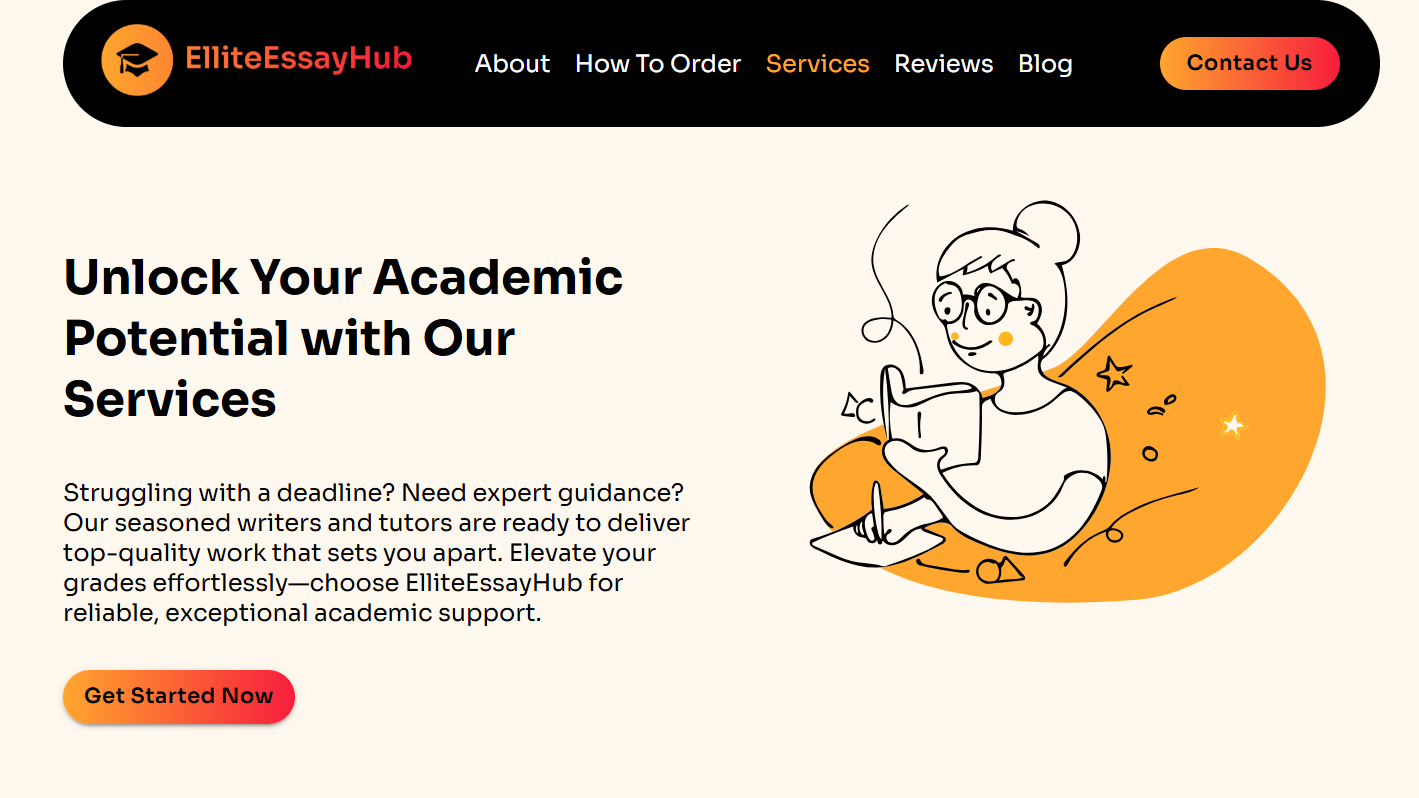 ElliteEssayHub
About How To Order Services Reviews Blog
Contact Us
Unlock Your Academic
Potential with Our
Services
Struggling with a deadline? Need expert guidance?
Our seasoned writers and tutors are ready to deliver
top-quality work that sets you apart. Elevate your
grades effortlessly—choose ElliteEssayHub for
reliable, exceptional academic support.
Get Started Now